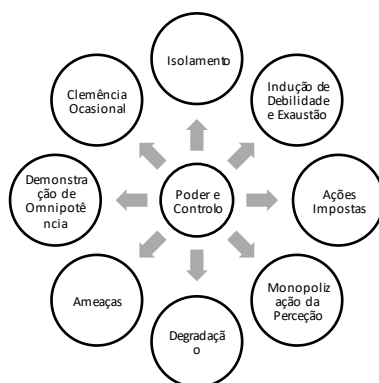 Isolamento
Indução de
Debilidade
e Exaustão
Ações
Impostas
Monopoliz
ação da
Perceção
Degradaçã
o
Ameaças
Demonstra
ção de
Omnipotê
ncia
Clemência
Ocasional
Poder e
Controlo